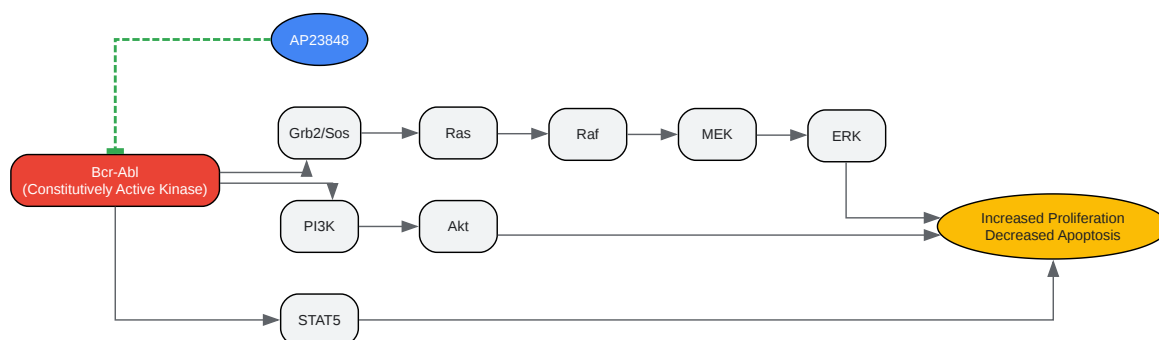 AP23848
Grb2/Sos
Ras
Raf
MEK
ERK
Bcr-Abl
(Constitutively Active Kinase)
PI3K
Akt
Increased Proliferation
Decreased Apoptosis
STAT5